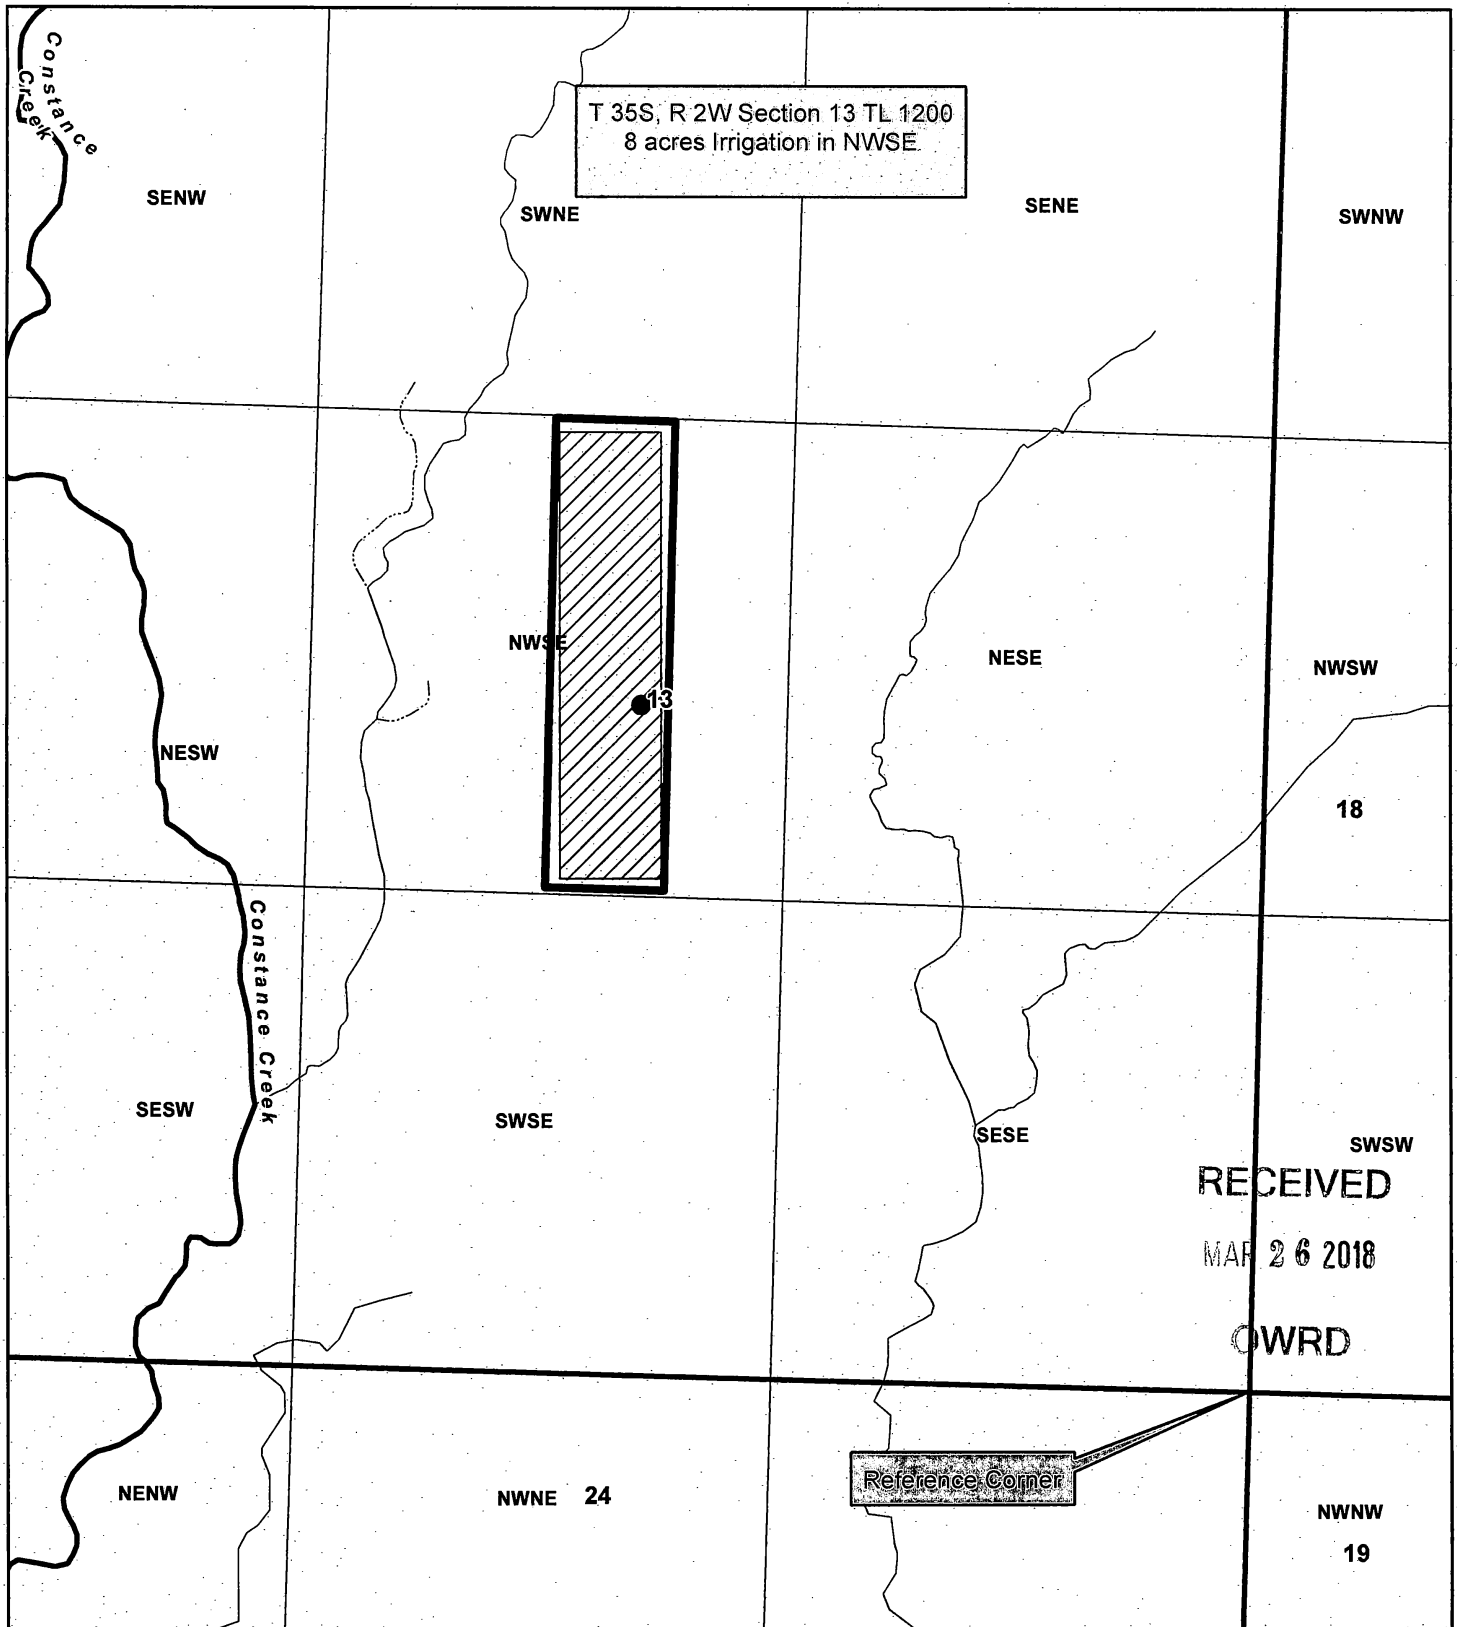 Constance
Creek
T 35S, R 2W Section 13 TL 1200
8 acres Irrigation in NWSE
SENW
SWNE
SENE
SWNW
NWSE
NESE
NWSW
13
NESW
18
Constance Creek
SESW
SWSE
SESE
SWSW
RECEIVED
MAR 26 2018
OWRD
Reference Corner
NENW
NWNE 24
NWNW
19